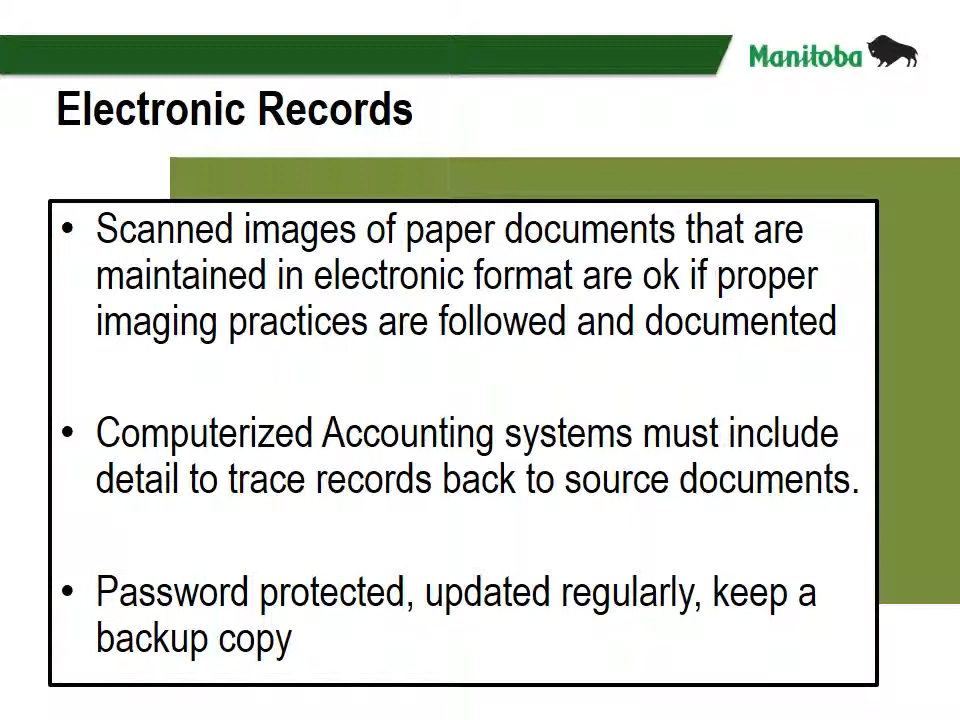 Manitoba
Electronic Records
• Scanned images of paper documents that are
maintained in electronic format are ok if proper
imaging practices are followed and documented
• Computerized Accounting systems must include
detail to trace records back to source documents.
• Password protected, updated regularly, keep a
backup copy